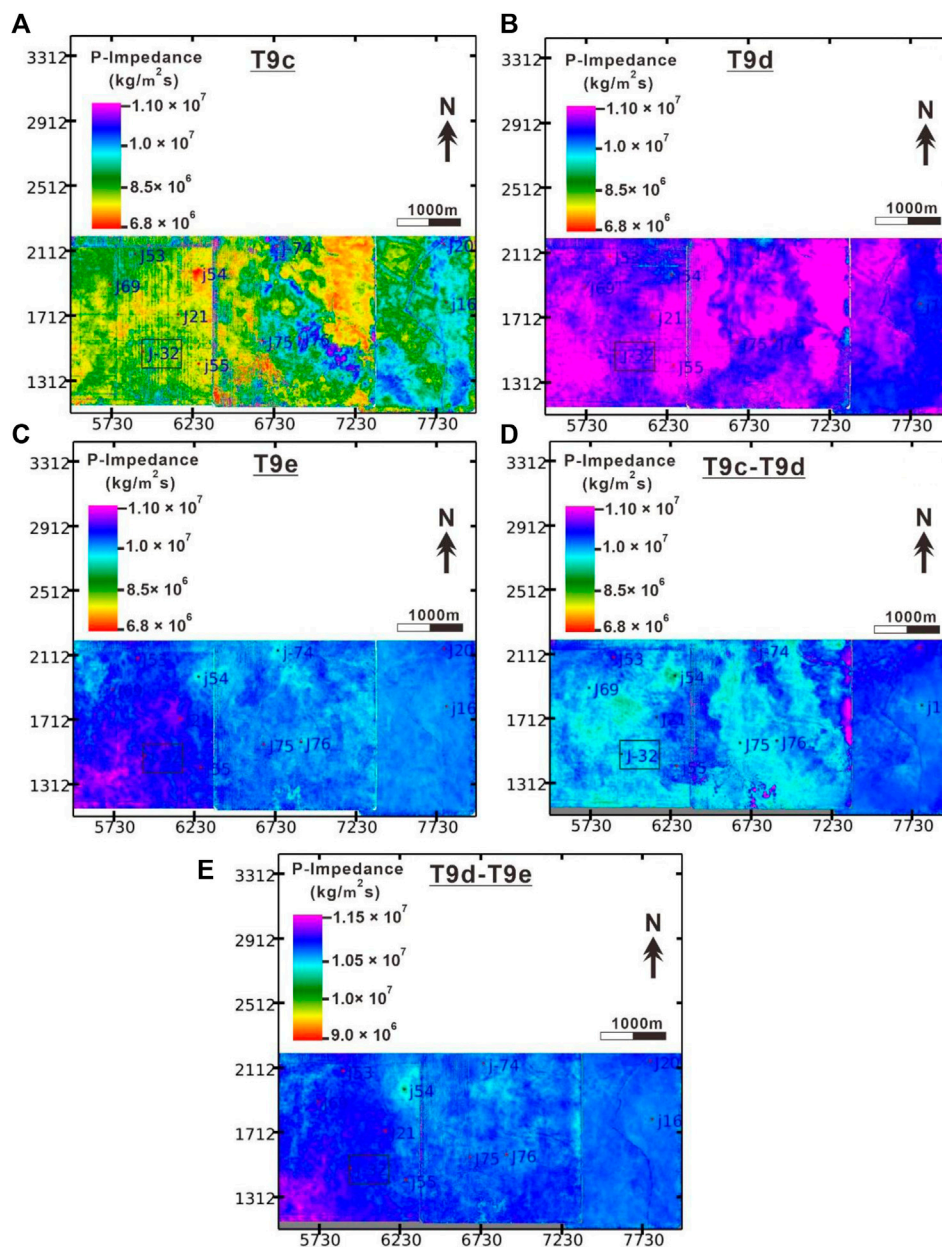 A
T9c
P-Impedance
(kg/m²s)
1.10 × 10⁷
1.0 × 10⁷
8.5 × 10⁶
6.8 × 10⁶
N
1000m
3312
2912
2512
2112
1712
1312
J53
J69
j54
J21
J-32
j55
J-74
J75
J76
J20
J16
5730
6230
6730
7230
7730
B
T9d
P-Impedance
(kg/m²s)
1.10 × 10⁷
1.0 × 10⁷
8.5 × 10⁶
6.8 × 10⁶
N
1000m
3312
2912
2512
2112
1712
1312
J-32
5730
6230
6730
7230
7730
C
T9e
P-Impedance
(kg/m²s)
1.10 × 10⁷
1.0 × 10⁷
8.5× 10⁶
6.8 × 10⁶
N
1000m
3312
2912
2512
2112
1712
1312
j54
J-74
J75
J76
J20
J16
5730
6230
6730
7230
7730
D
T9c-T9d
P-Impedance
(kg/m²s)
1.10 × 10⁷
1.0 × 10⁷
8.5 × 10⁶
6.8 × 10⁶
N
1000m
3312
2912
2512
2112
1712
1312
J53
J69
j54
J-32
J-74
J75
J76
J1
5730
6230
6730
7230
7730
E
T9d-T9e
P-Impedance
(kg/m²s)
1.15 × 10⁷
1.05 × 10⁷
1.0 × 10⁷
9.0 × 10⁶
N
1000m
3312
2912
2512
2112
1712
1312
J53
j54
21
j55
J-74
J75
J76
J20
J16
5730
6230
6730
7230
7730